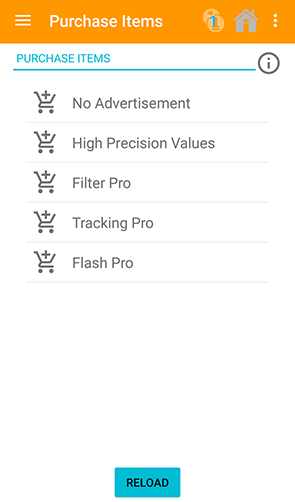 Purchase Items
PURCHASE ITEMS
No Advertisement
High Precision Values
Filter Pro
Tracking Pro
Flash Pro
RELOAD